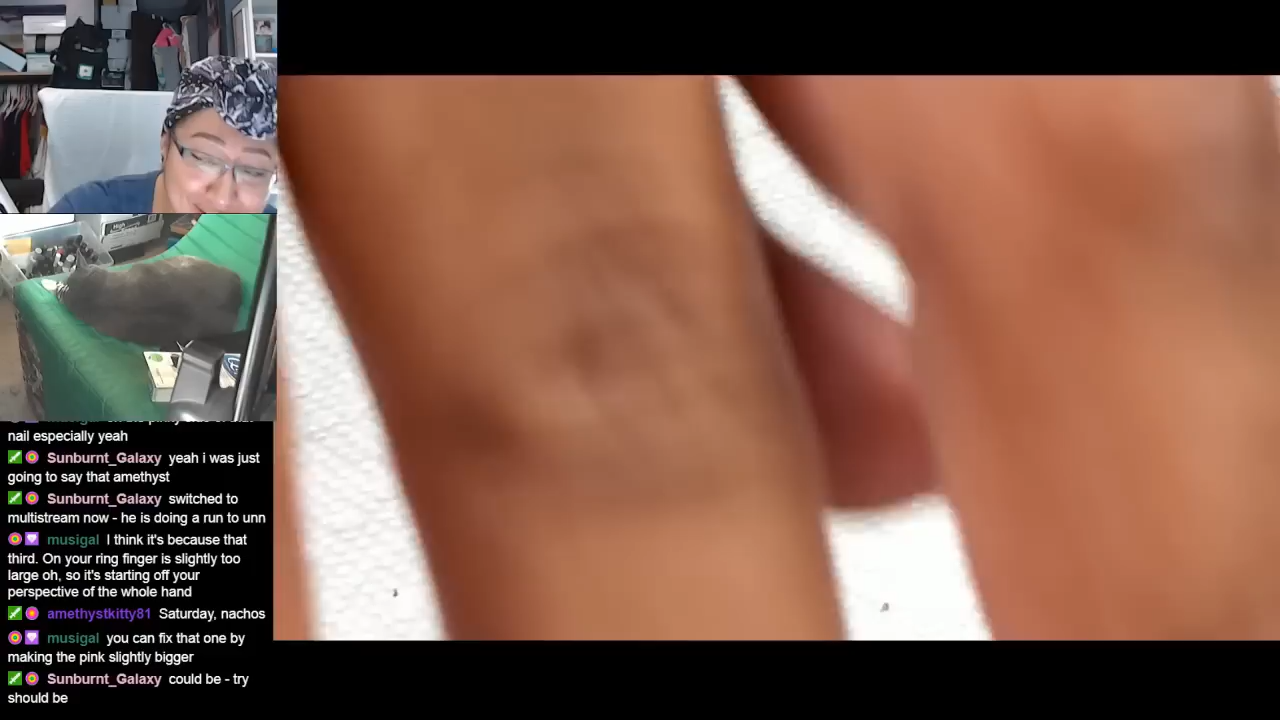 nail especially yeah
Sunburnt_Galaxy yeah i was just
going to say that amethyst
Sunburnt_Galaxy switched to
multistream now - he is doing a run to unn
musigal I think it's because that
third. On your ring finger is slightly too
large oh, so it's starting off your
perspective of the whole hand
amethystkitty81 Saturday, nachos
musigal you can fix that one by
making the pink slightly bigger
Sunburnt_Galaxy could be - try
should be